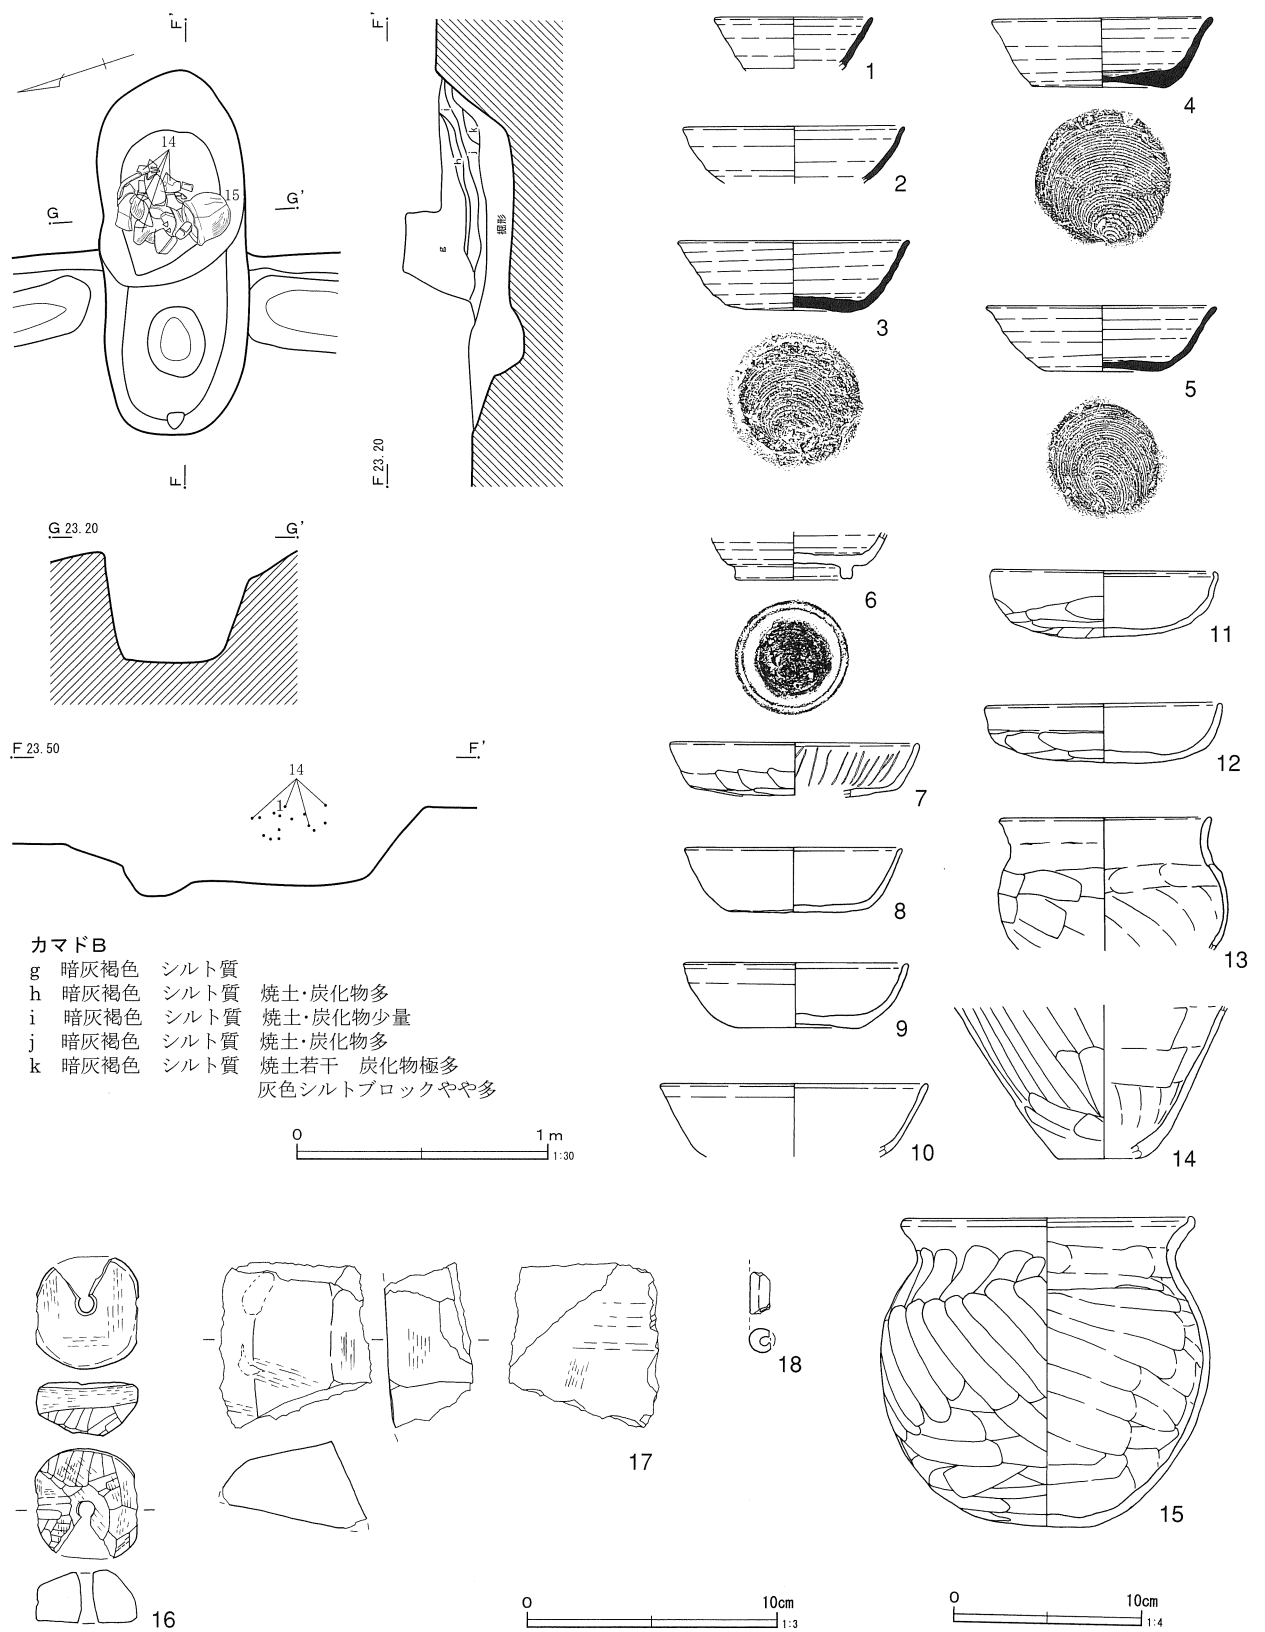 F'
F'
14
15
G
G'
h
i
j
k
g
掘形
F
F 23.20
G 23.20
G'
F 23.50
F'
14
1
カマドB
g 暗灰褐色 シルト質
h 暗灰褐色 シルト質 焼土・炭化物多
i 暗灰褐色 シルト質 焼土・炭化物少量
j 暗灰褐色 シルト質 焼土・炭化物多
k 暗灰褐色 シルト質 焼土若干 炭化物極多
灰色シルトブロックやや多
0 1m
1:30
1
2
3
4
5
6
7
8
9
10
11
12
13
14
15
16
17
18
0 10cm
1:3
0 10cm
1:4